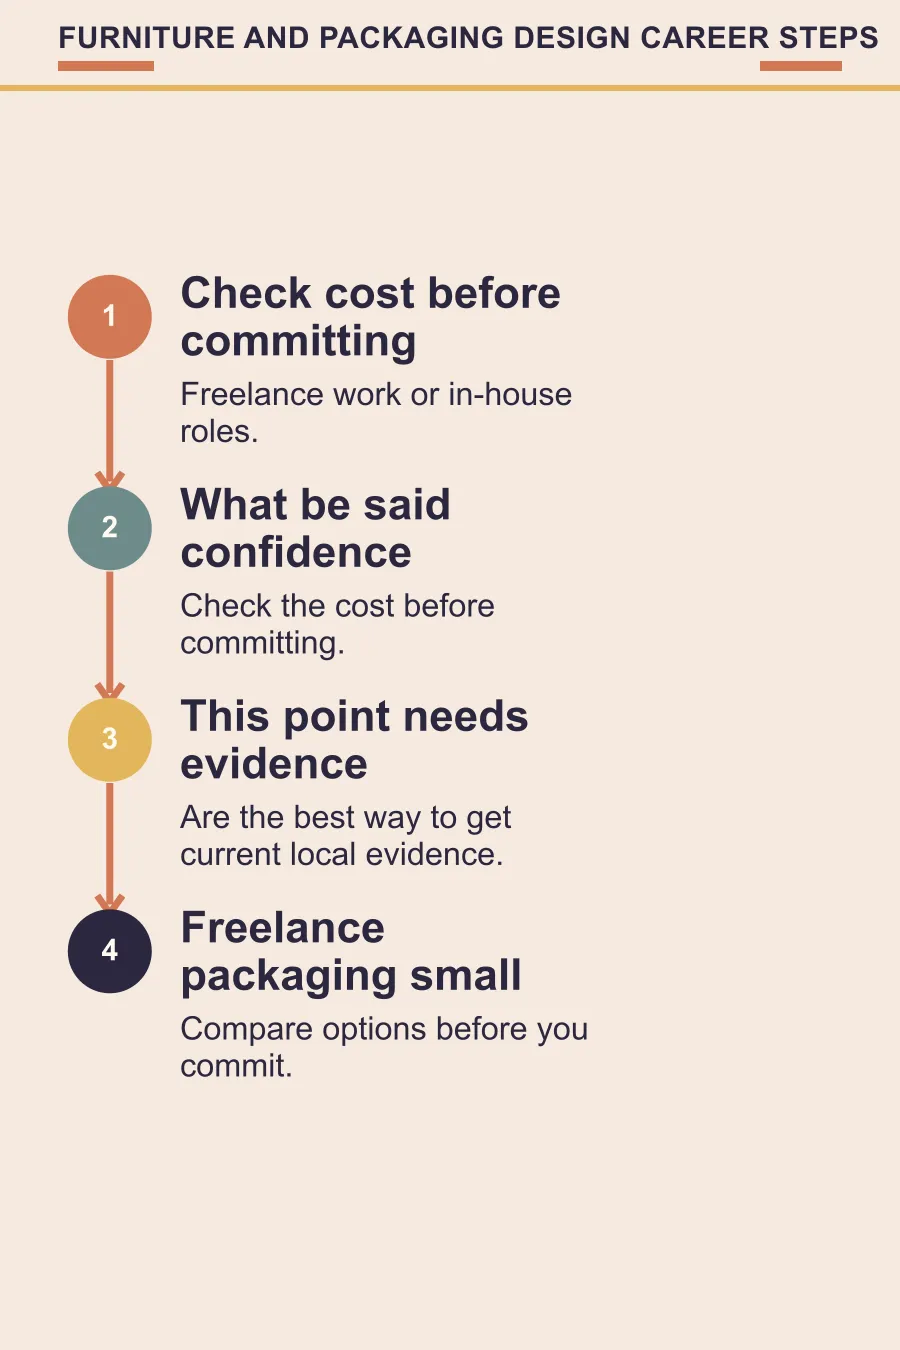 FURNITURE AND PACKAGING DESIGN CAREER STEPS
1
Check cost before
committing
Freelance work or in-house
roles.
2
What be said
confidence
Check the cost before
committing.
3
This point needs
evidence
Are the best way to get
current local evidence.
4
Freelance
packaging small
Compare options before you
commit.